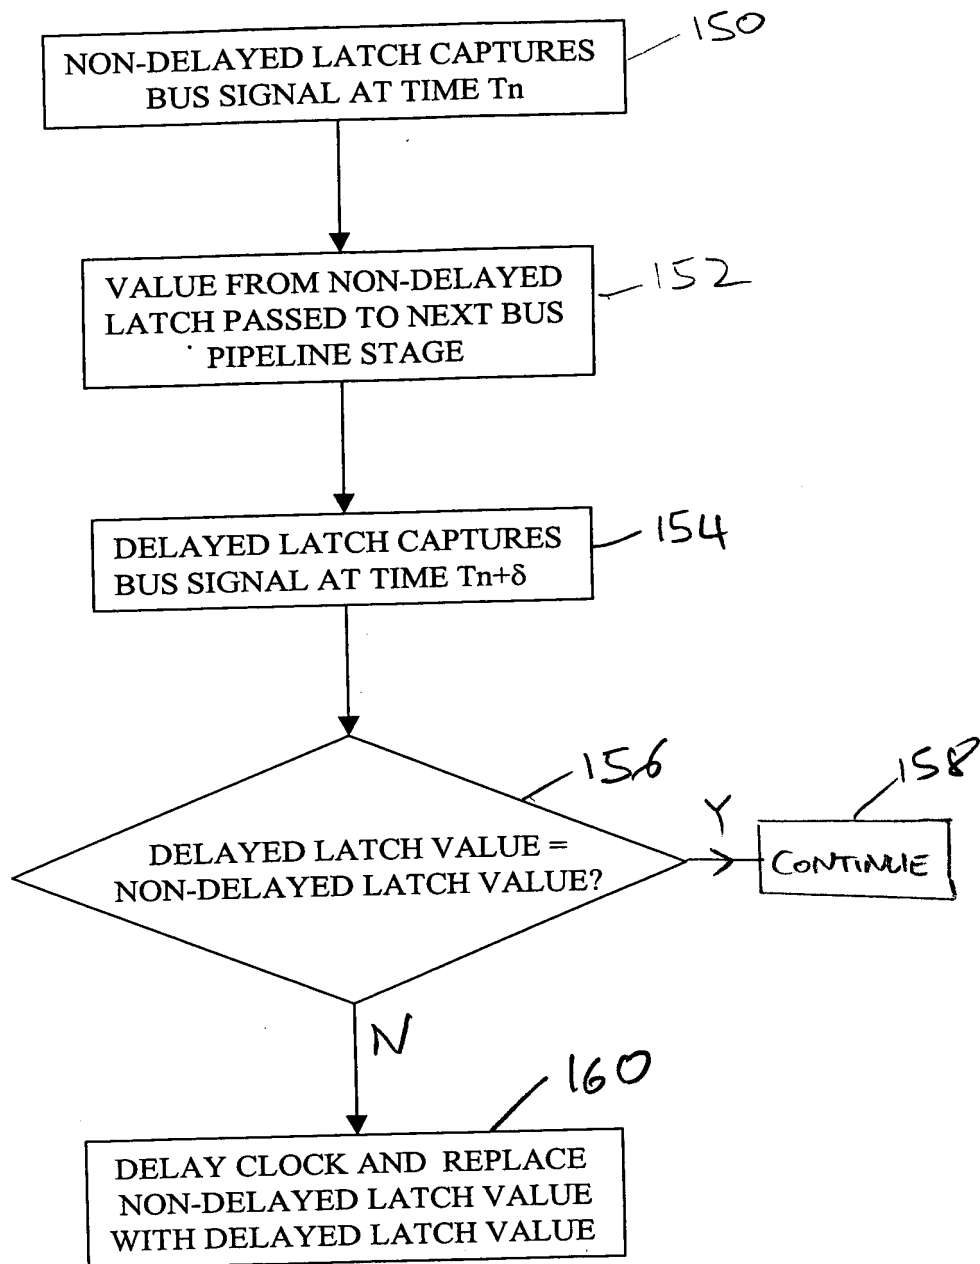 150
NON-DELAYED LATCH CAPTURES
BUS SIGNAL AT TIME Tn
152
VALUE FROM NON-DELAYED
LATCH PASSED TO NEXT BUS
PIPELINE STAGE
154
DELAYED LATCH CAPTURES
BUS SIGNAL AT TIME Tn+δ
156
158
Y
DELAYED LATCH VALUE =
NON-DELAYED LATCH VALUE?
CONTINUE
N
160
DELAY CLOCK AND REPLACE
NON-DELAYED LATCH VALUE
WITH DELAYED LATCH VALUE